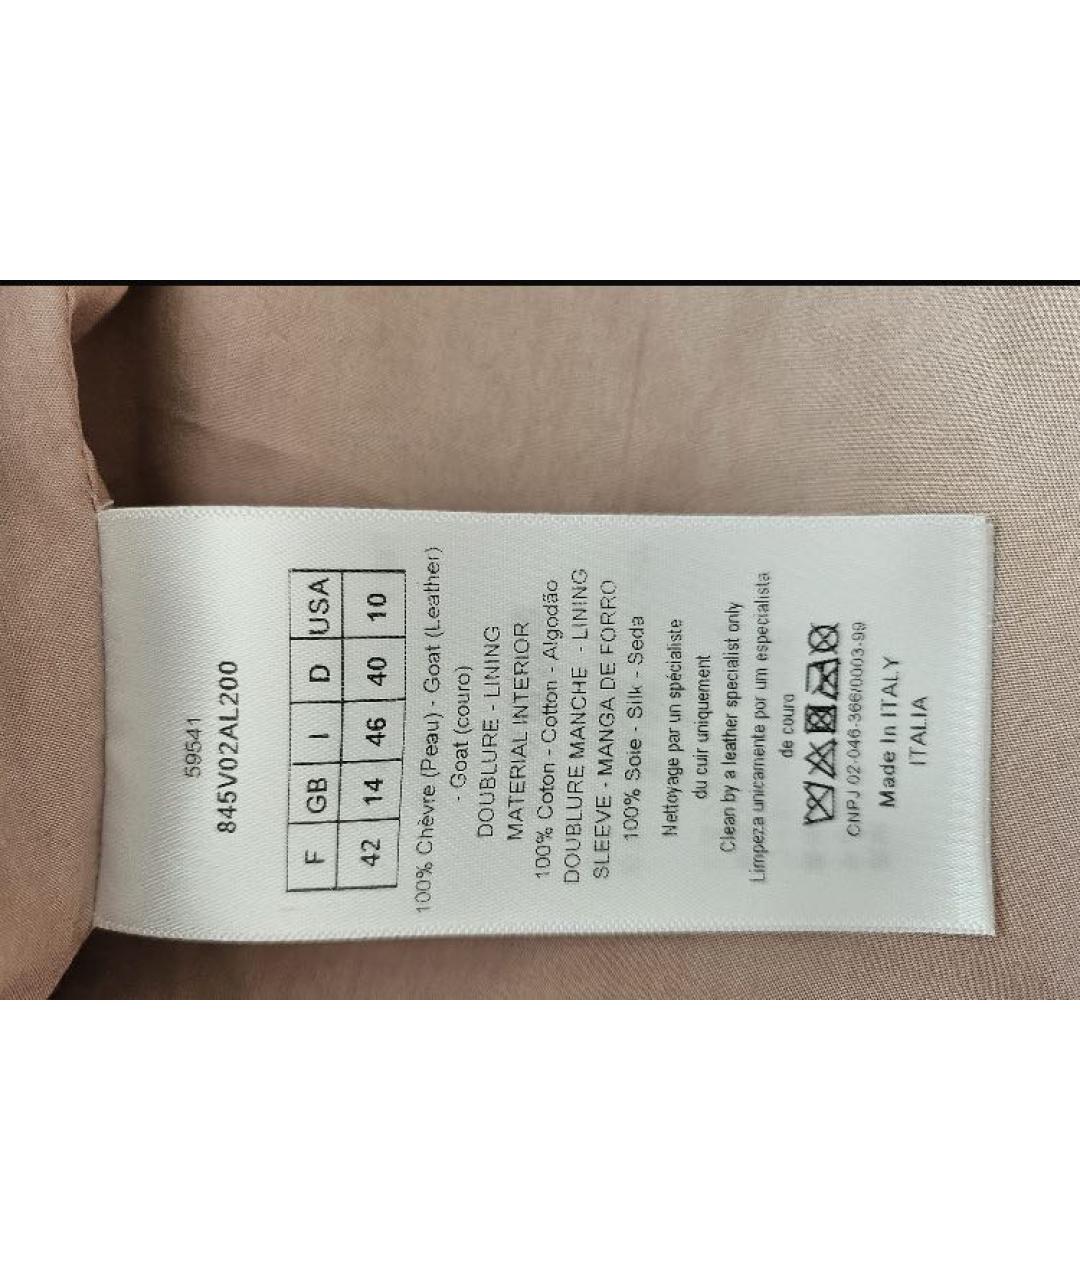 59541
845V02AL200
F GB I D USA
42 14 46 40 10
100% Chèvre (Peau) - Goat (Leather)
- Goat (couro)
DOUBLURE - LINING
MATERIAL INTERIOR
100% Coton - Cotton - Algodão
DOUBLURE MANCHE - LINING
SLEEVE - MANGA DE FORRO
100% Soie - Silk - Seda
Nettoyage par un spécialiste
du cuir uniquement
Clean by a leather specialist only
Limpeza unicamente por um especialista
de couro
CNPJ 02-046-366/0003-99
Made In ITALY
ITALIA